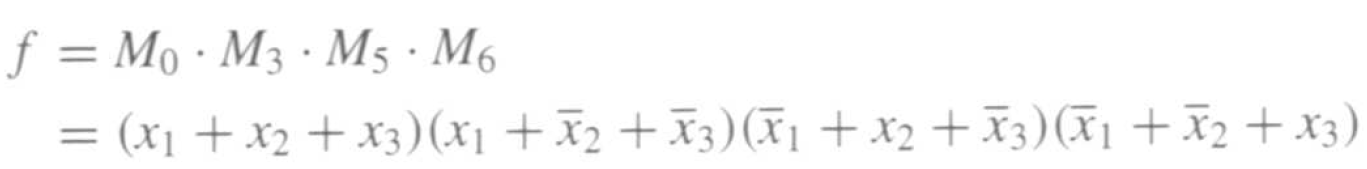 f = M₀ · M₃ · M₅ · M₆
= (x₁ + x₂ + x₃)(x₁ + x̅₂ + x̅₃)(x̅₁ + x₂ + x̅₃)(x̅₁ + x̅₂ + x₃)